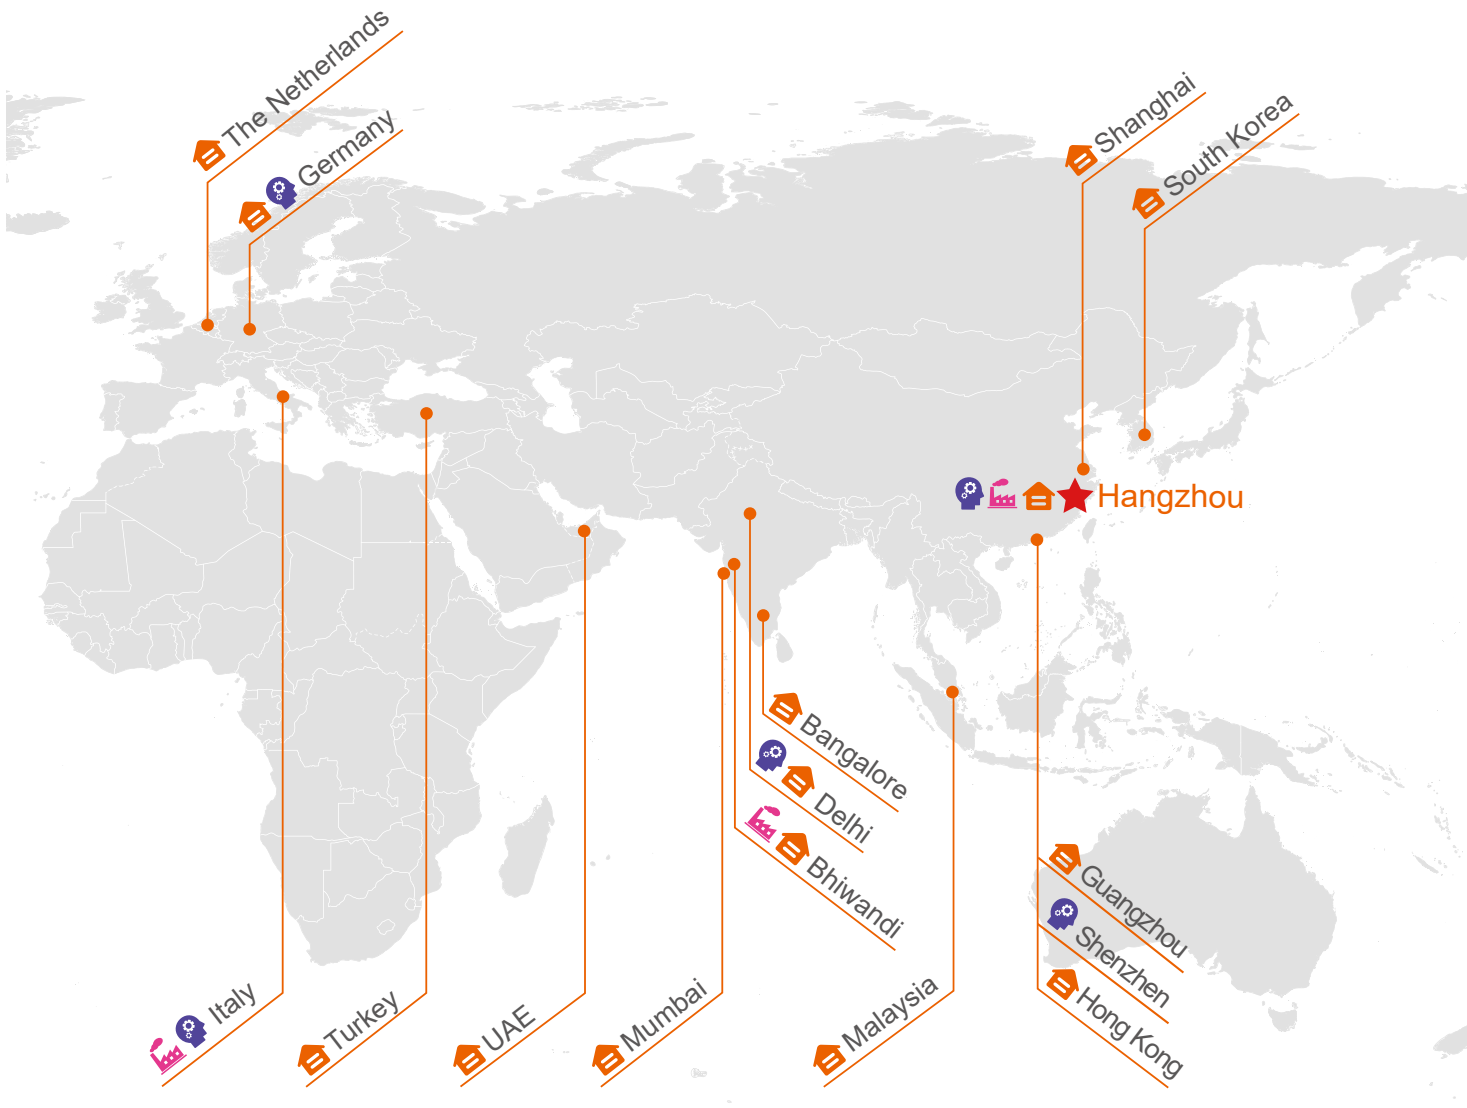 The Netherlands
Germany
Shanghai
South Korea
Hangzhou
Bangalore
Delhi
Bhiwandi
Guangzhou
Shenzhen
Hong Kong
Italy
Turkey
UAE
Mumbai
Malaysia